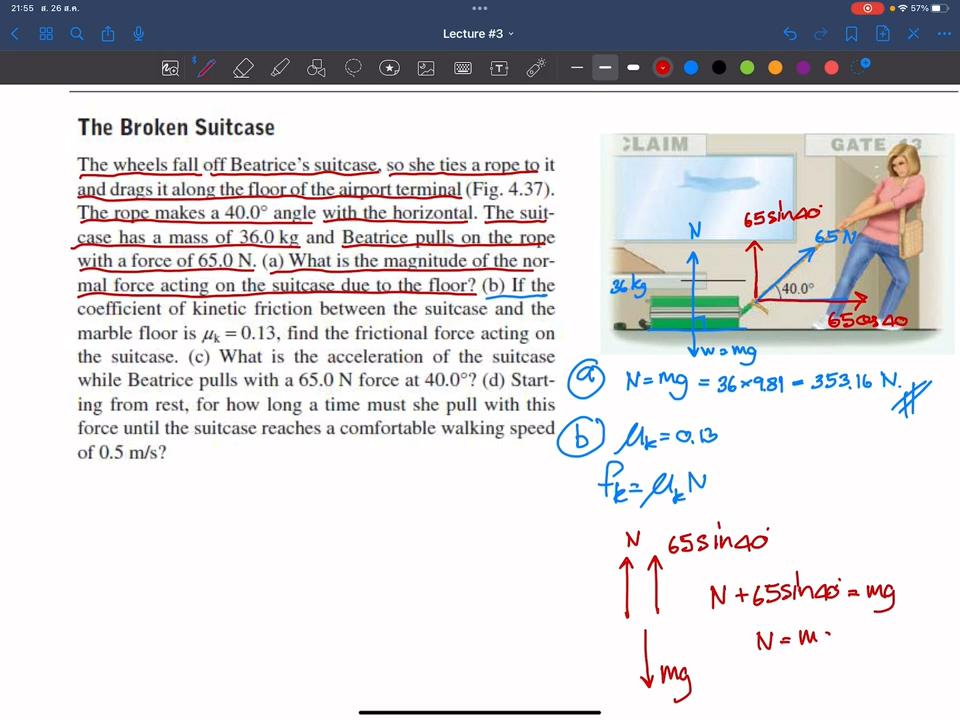 21:55 ส. 26 ส.ค.
57%
Lecture #3
The Broken Suitcase
The wheels fall off Beatrice's suitcase, so she ties a rope to it
and drags it along the floor of the airport terminal (Fig. 4.37).
The rope makes a 40.0° angle with the horizontal. The suit-
case has a mass of 36.0 kg and Beatrice pulls on the rope
with a force of 65.0 N. (a) What is the magnitude of the nor-
mal force acting on the suitcase due to the floor? (b) If the
coefficient of kinetic friction between the suitcase and the
marble floor is μk = 0.13, find the frictional force acting on
the suitcase. (c) What is the acceleration of the suitcase
while Beatrice pulls with a 65.0 N force at 40.0°? (d) Start-
ing from rest, for how long a time must she pull with this
force until the suitcase reaches a comfortable walking speed
of 0.5 m/s?
CLAIM
GATE 13
65sin40°
N
65 N
36 kg
40.0°
65cos40
w=mg
(a) N=mg = 36×9.81 = 353.16 N.
(b) μk=0.13
fk=μkN
N 65sin40°
N+65sin40°=mg
N=m
mg